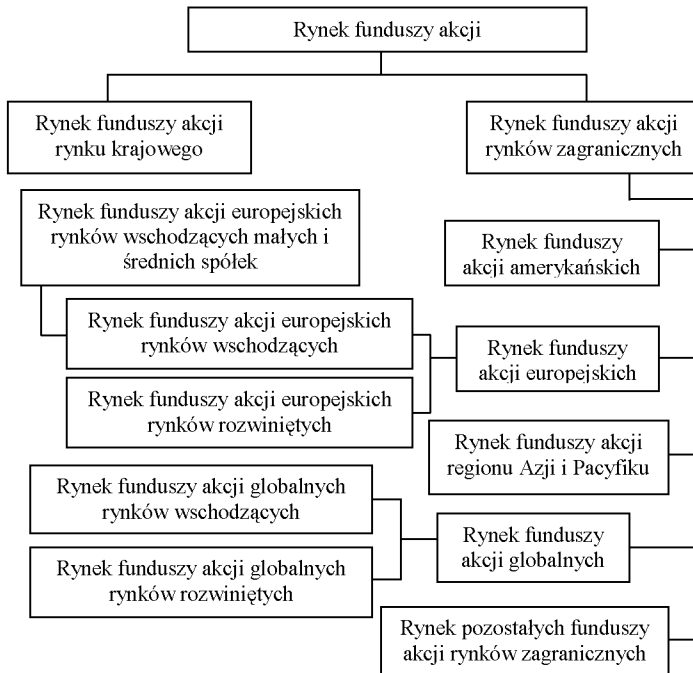 Rynek funduszy akcji
Rynek funduszy akcji
rynku krajowego
Rynek funduszy akcji
rynków zagranicznych
Rynek funduszy akcji europejskich
rynków wschodzących małych i
średnich spółek
Rynek funduszy
akcji amerykańskich
Rynek funduszy akcji europejskich
rynków wschodzących
Rynek funduszy
akcji europejskich
Rynek funduszy akcji europejskich
rynków rozwiniętych
Rynek funduszy akcji
regionu Azji i Pacyfiku
Rynek funduszy akcji globalnych
rynków wschodzących
Rynek funduszy
akcji globalnych
Rynek funduszy akcji globalnych
rynków rozwiniętych
Rynek pozostałych funduszy
akcji rynków zagranicznych